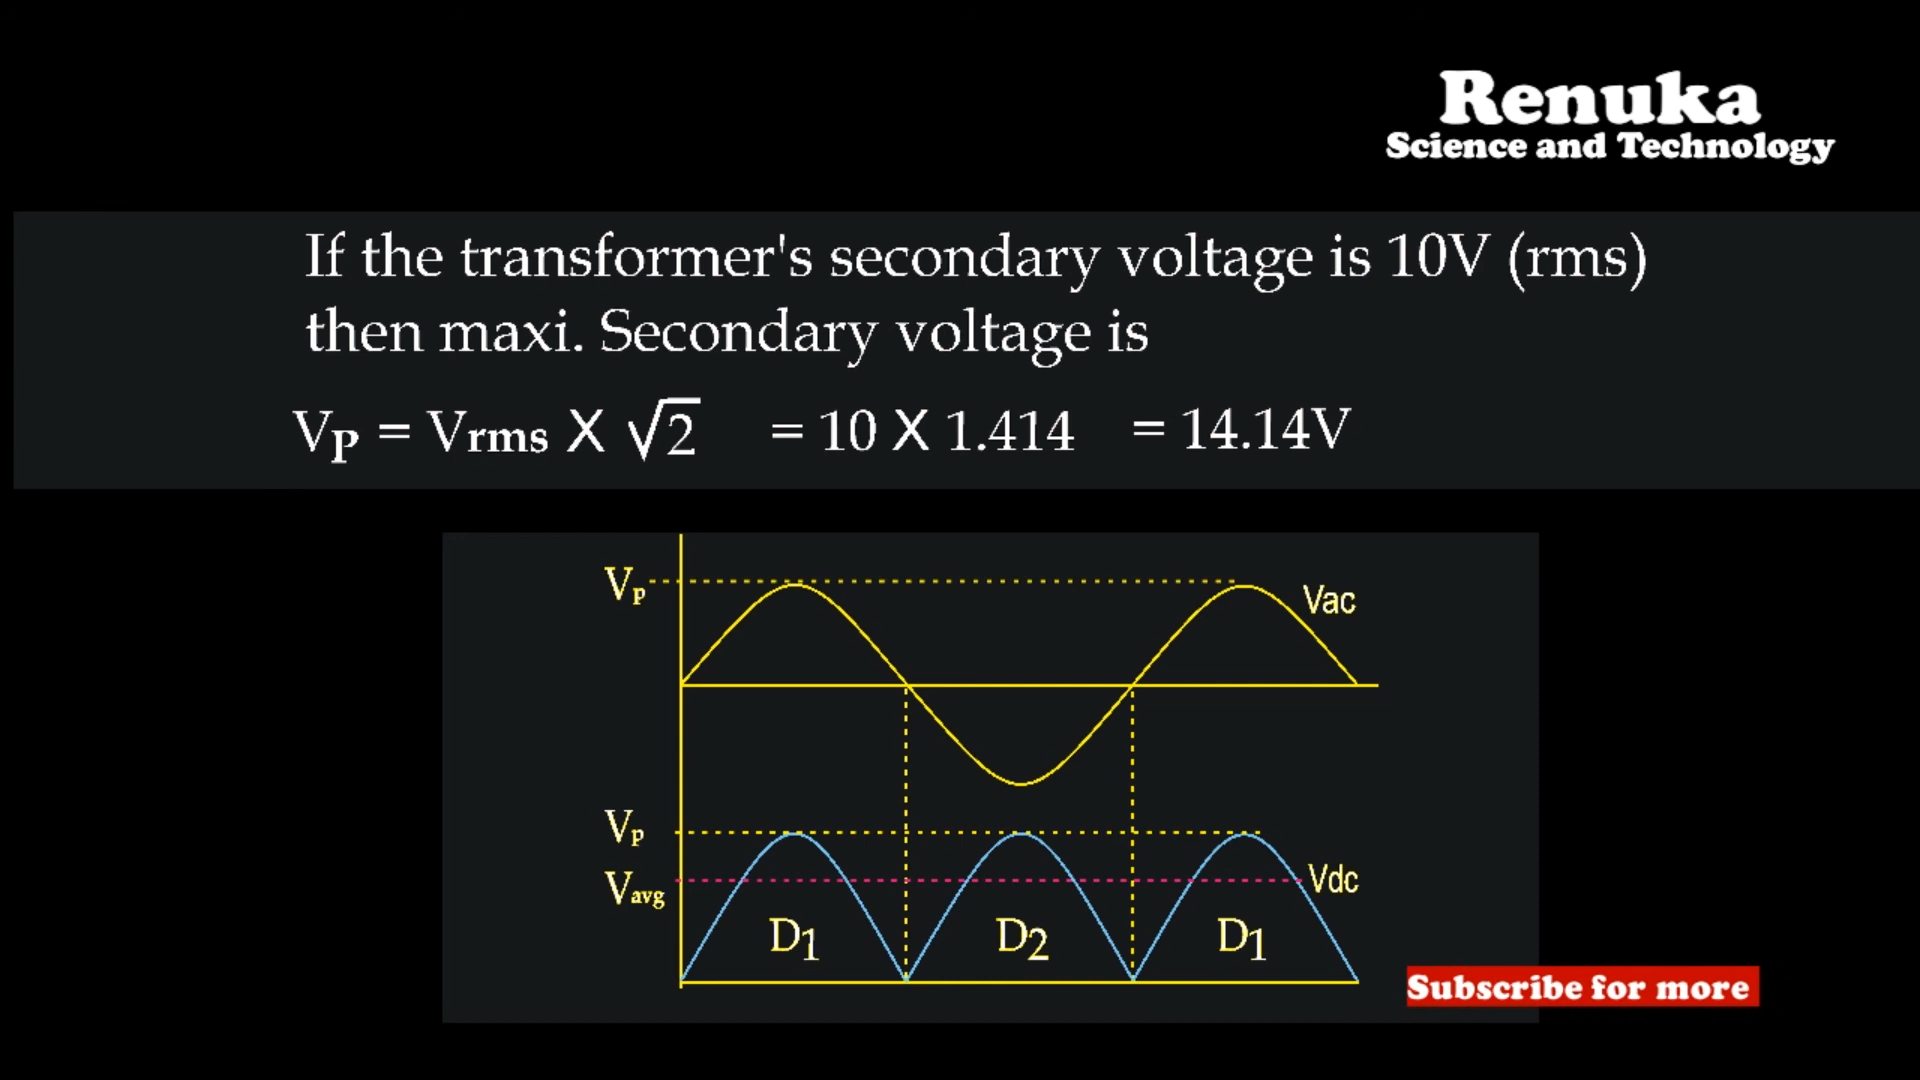 Renuka
Science and Technology
If the transformer's secondary voltage is 10V (rms)
then maxi. Secondary voltage is
VP = Vrms X √2 = 10 X 1.414 = 14.14V
Vp
Vac
Vp
Vavg
Vdc
D1 D2 D1
Subscribe for more